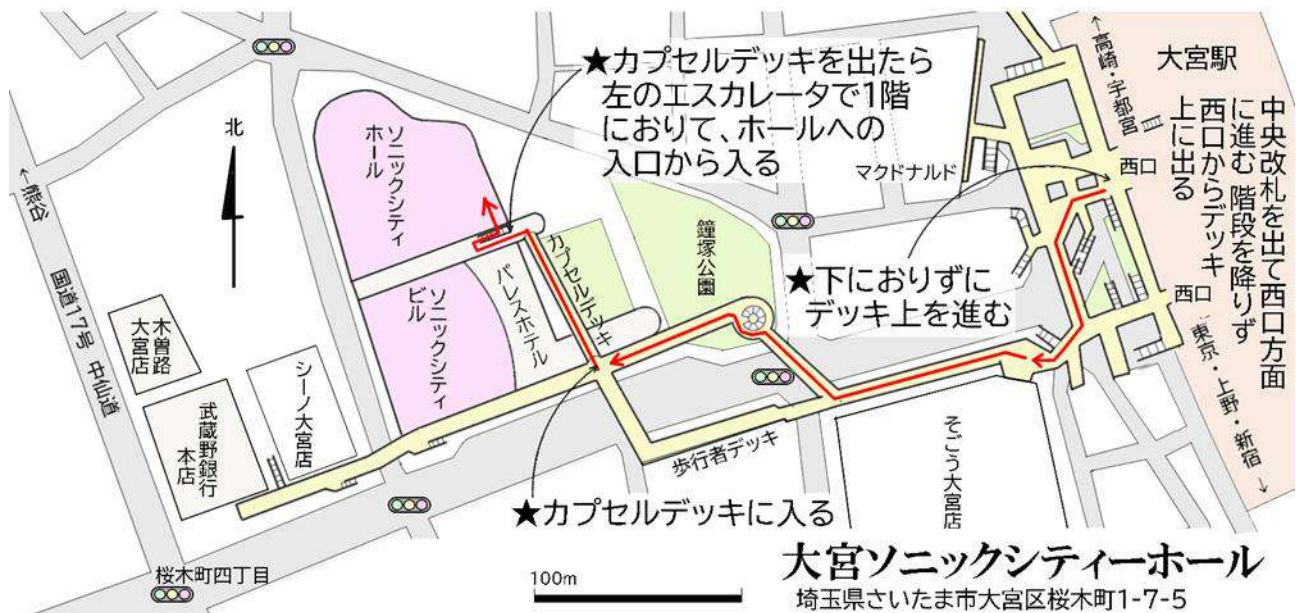 ★カプセルデッキを出たら
左のエスカレータで1階
におりて、ホールへの
入口から入る
大宮駅
中央改札を出て西口方面
に進む 階段を降りず
西口からデッキ
上に出る
←高崎・宇都宮
西口
西口
東京・上野・新宿→
マクドナルド
北
ソニックシティ
ホール
←熊谷
国道17号 中仙道
カプセルデッキ
鐘塚公園
★下におりずに
デッキ上を進む
パレスホテル
ソニックシティ
ビル
木曽路
大宮店
シーノ大宮店
武蔵野銀行
本店
歩行者デッキ
そごう大宮店
★カプセルデッキに入る
桜木町四丁目
100m
大宮ソニックシティーホール
埼玉県さいたま市大宮区桜木町1-7-5